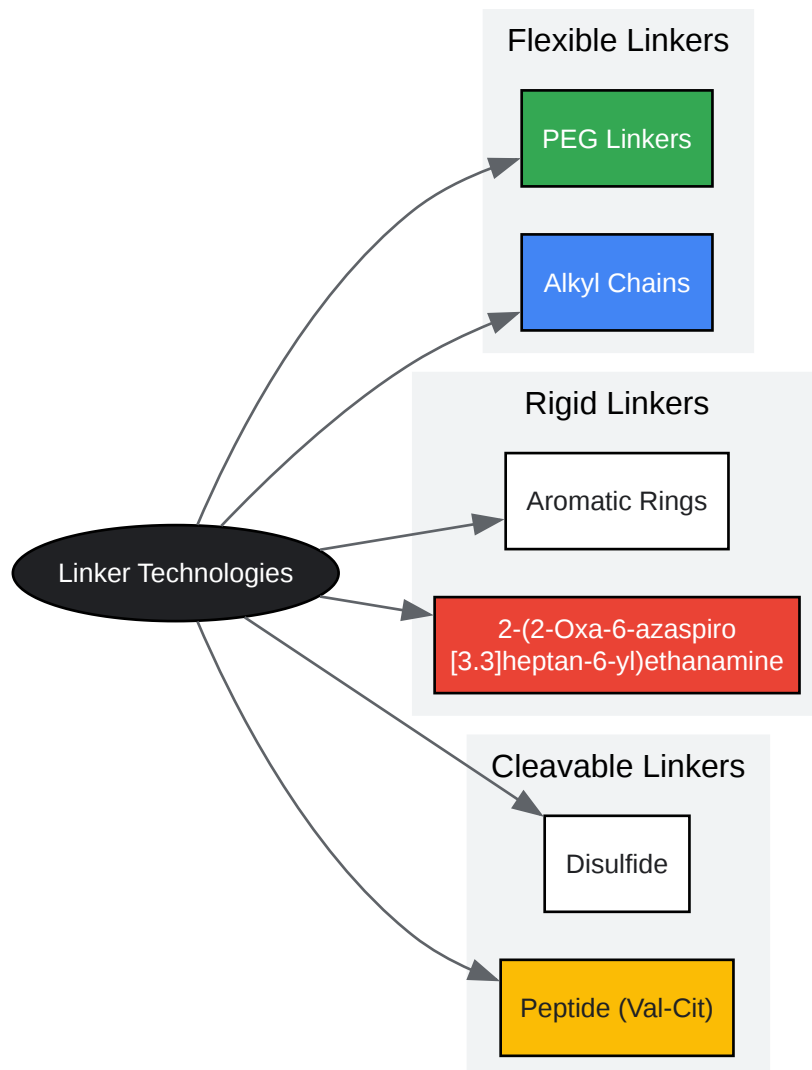 Flexible Linkers
PEG Linkers
Alkyl Chains
Rigid Linkers
Aromatic Rings
Linker Technologies
2-(2-Oxa-6-azaspiro
[3.3]heptan-6-yl)ethanamine
Cleavable Linkers
Disulfide
Peptide (Val-Cit)